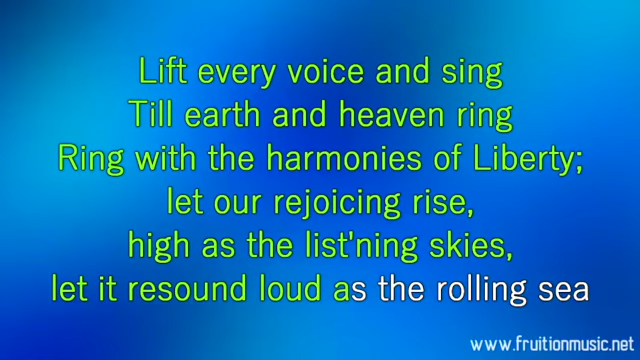 Lift every voice and sing
Till earth and heaven ring
Ring with the harmonies of Liberty;
let our rejoicing rise,
high as the list'ning skies,
let it resound loud as the rolling sea
www.fruitionmusic.net